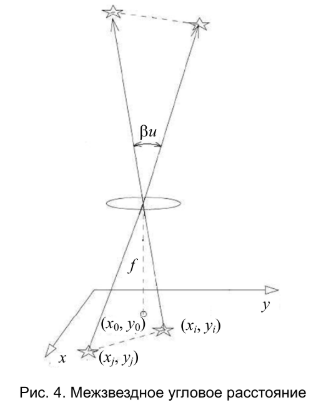 βu
f
y
(x₀, y₀)
(xᵢ, yᵢ)
x
(xⱼ, yⱼ)
Рис. 4. Межзвездное угловое расстояние